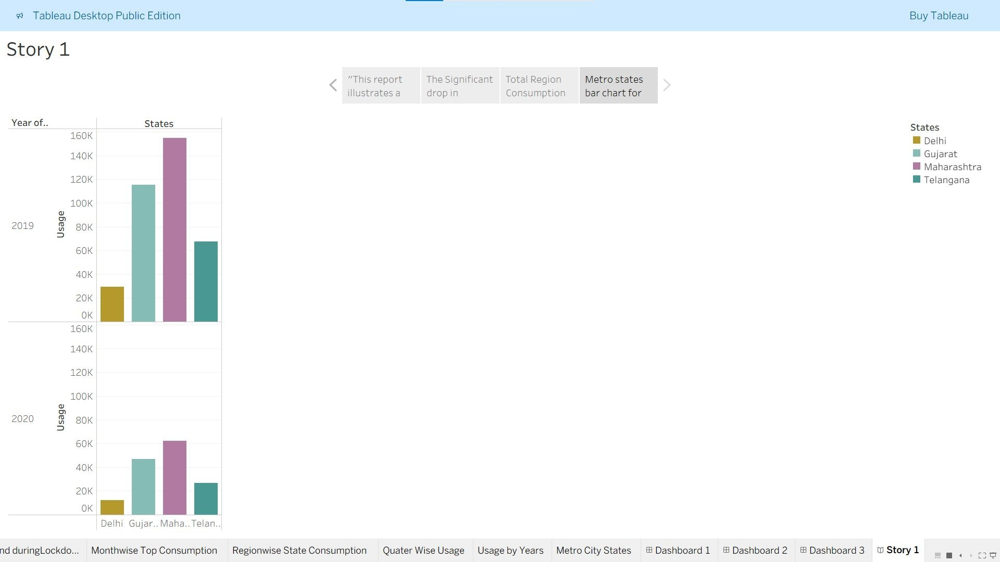 Tableau Desktop Public Edition
Buy Tableau
Story 1
"This report
illustrates a
The Significant
drop in
Total Region
Consumption
Metro states
bar chart for
Year of..
States
160K
140K
120K
100K
80K
60K
40K
20K
0K
Usage
2019
160K
140K
120K
100K
80K
60K
40K
20K
0K
Usage
2020
Delhi Gujar.. Maha.. Telan..
States
Delhi
Gujarat
Maharashtra
Telangana
nd duringLockdo... Monthwise Top Consumption Regionwise State Consumption Quater Wise Usage Usage by Years Metro City States Dashboard 1 Dashboard 2 Dashboard 3 Story 1